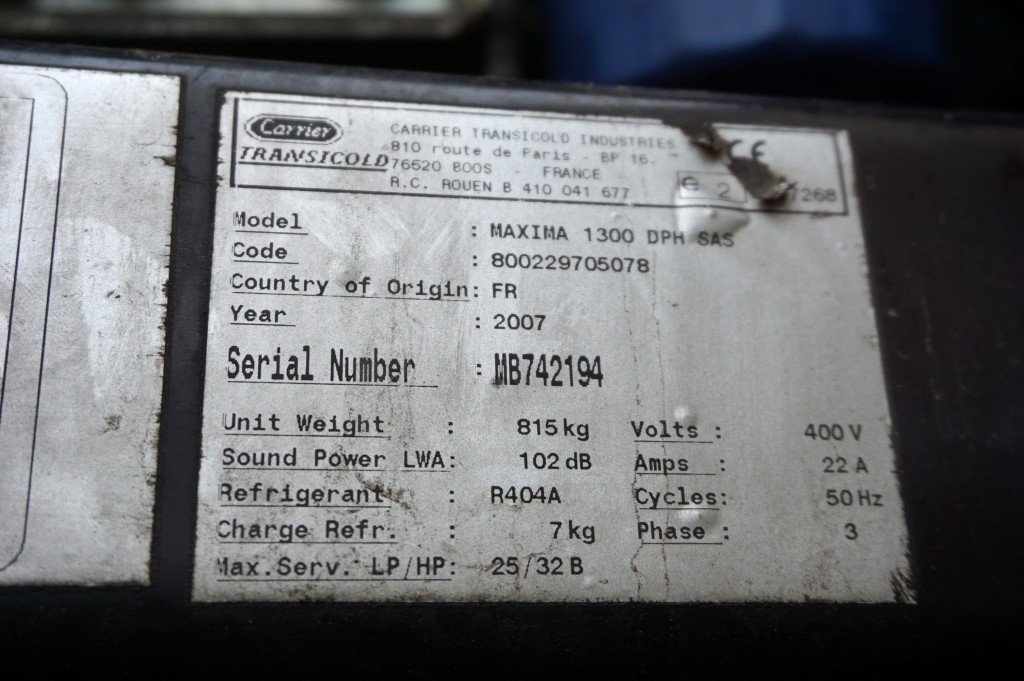 Carrier
TRANSICOLD
CARRIER TRANSICOLD INDUSTRIES
810 route de Paris - BP 16.
76520 BOOS - FRANCE
R.C. ROUEN B 410 041 677
CE
e 2 7268
Model : MAXIMA 1300 DPH SAS
Code : 800229705078
Country of Origin: FR
Year : 2007
Serial Number : MB742194
Unit Weight : 815 kg Volts : 400 V
Sound Power LWA: 102 dB Amps : 22 A
Refrigerant : R404A Cycles: 50 Hz
Charge Refr. : 7 kg Phase : 3
Max.Serv. LP/HP: 25/32 B